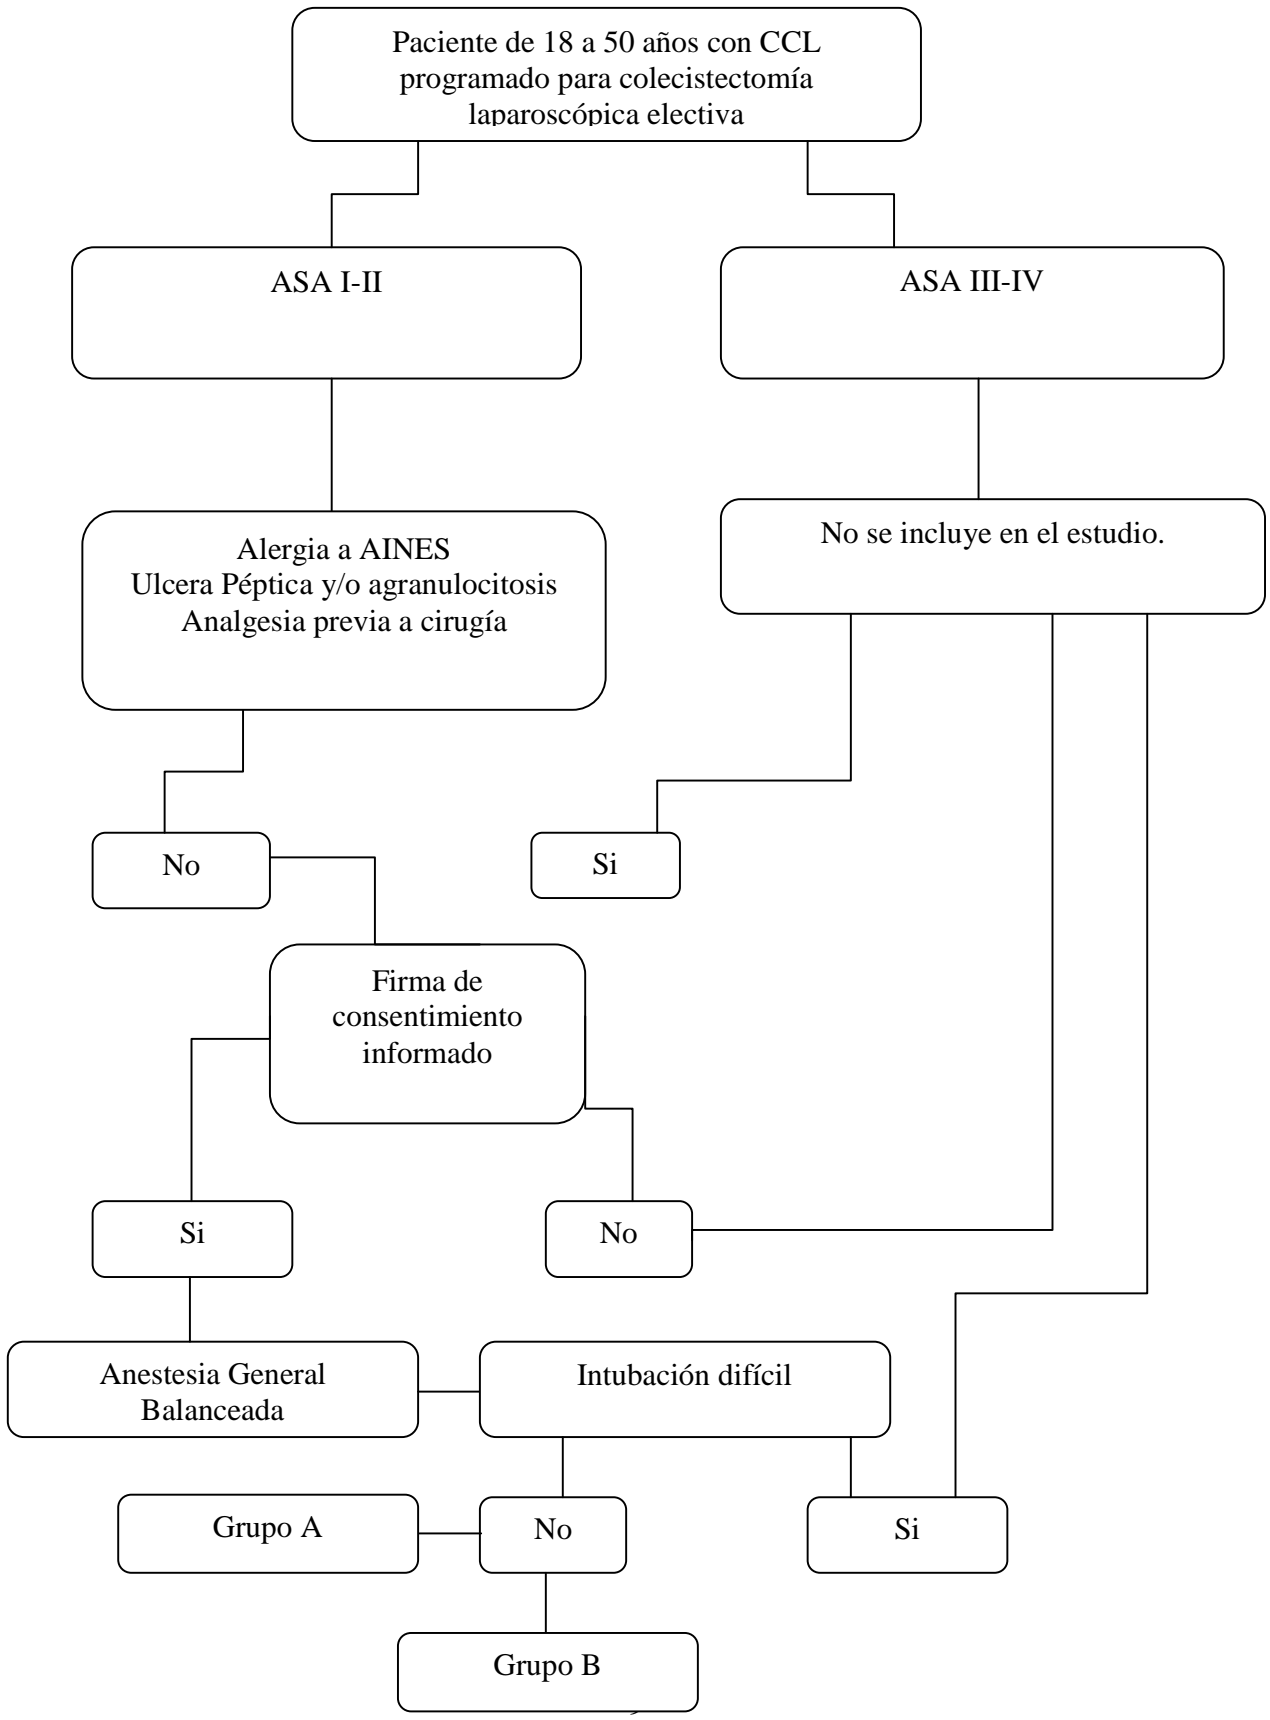 Paciente de 18 a 50 años con CCL
programado para colecistectomía
laparoscópica electiva
ASA I-II
ASA III-IV
Alergia a AINES
Ulcera Péptica y/o agranulocitosis
Analgesia previa a cirugía
No se incluye en el estudio.
No
Si
Firma de
consentimiento
informado
Si
No
Anestesia General
Balanceada
Intubación difícil
Grupo A
No
Si
Grupo B